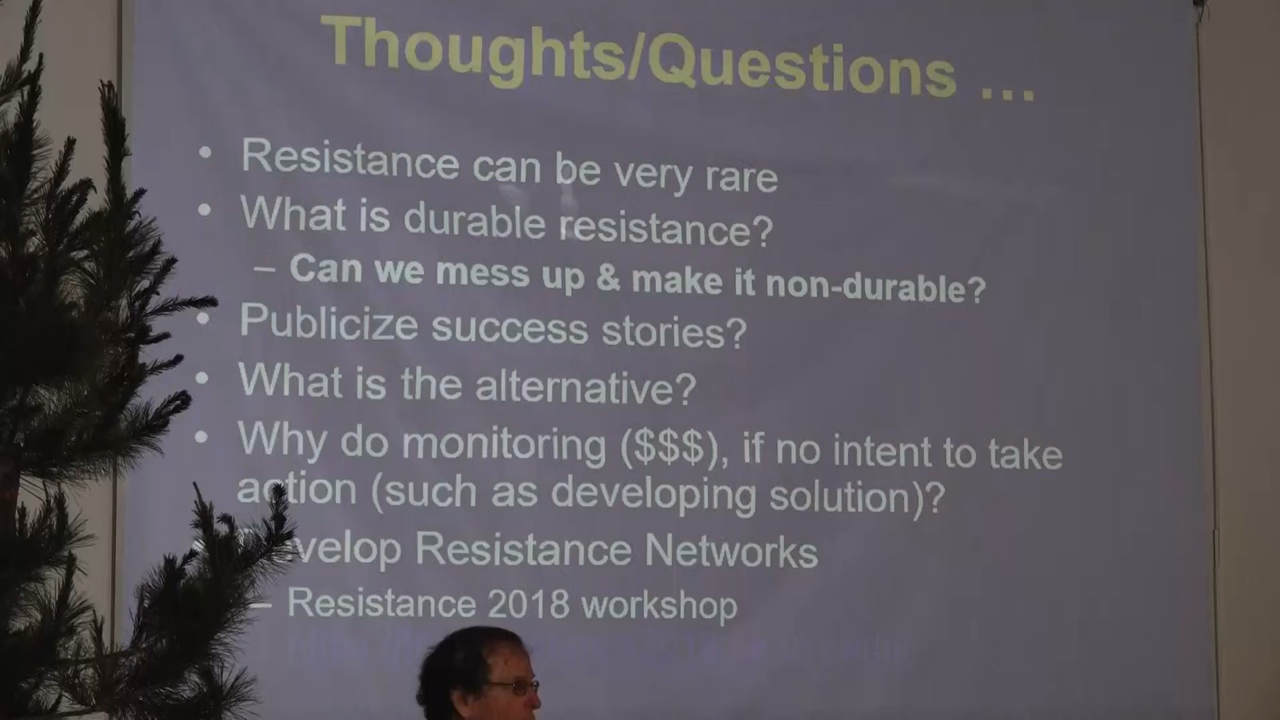 Thoughts/Questions ...
• Resistance can be very rare
• What is durable resistance?
– Can we mess up & make it non-durable?
• Publicize success stories?
• What is the alternative?
• Why do monitoring ($$$), if no intent to take
action (such as developing solution)?
velop Resistance Networks
– Resistance 2018 workshop